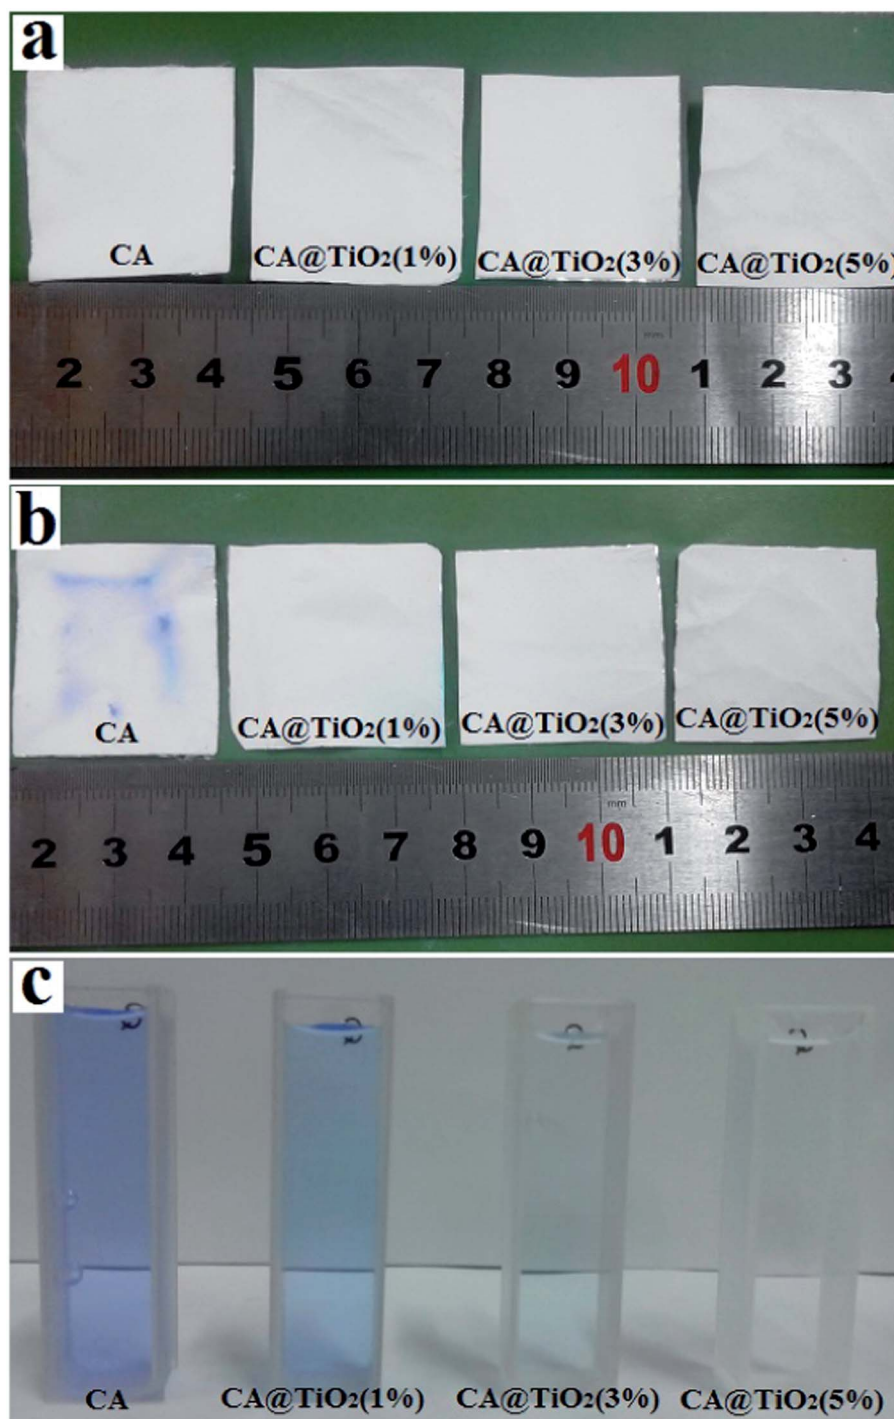 a
CA CA@TiO₂(1%) CA@TiO₂(3%) CA@TiO₂(5%)
mm
2 3 4 5 6 7 8 9 10 1 2 3
b
CA CA@TiO₂(1%) CA@TiO₂(3%) CA@TiO₂(5%)
mm
2 3 4 5 6 7 8 9 10 1 2 3 4
c
CA CA@TiO₂(1%) CA@TiO₂(3%) CA@TiO₂(5%)